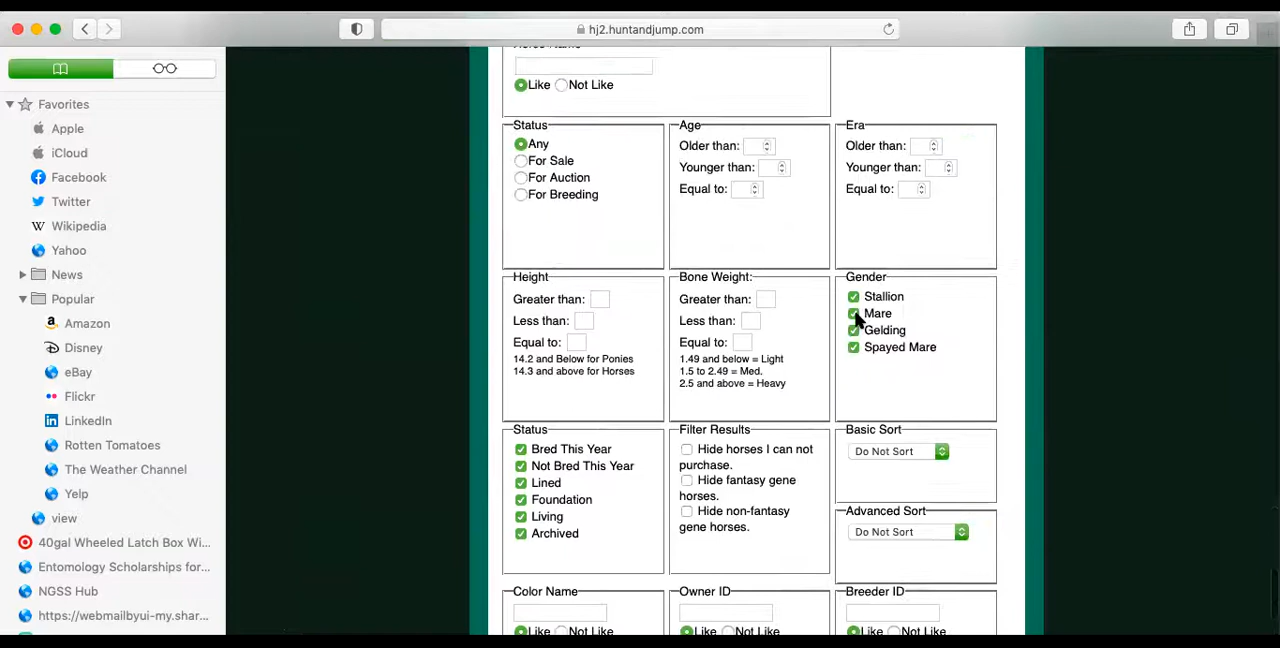 hj2.huntandjump.com
Favorites
Apple
iCloud
Facebook
Twitter
Wikipedia
Yahoo
News
Popular
Amazon
Disney
eBay
Flickr
LinkedIn
Rotten Tomatoes
The Weather Channel
Yelp
view
40gal Wheeled Latch Box Wi...
Entomology Scholarships for...
NGSS Hub
https://webmailbyui-my.shar...
Horse Name
Like Not Like
Status
Any
For Sale
For Auction
For Breeding
Age
Older than:
Younger than:
Equal to:
Era
Older than:
Younger than:
Equal to:
Height
Greater than:
Less than:
Equal to:
14.2 and Below for Ponies
14.3 and above for Horses
Bone Weight:
Greater than:
Less than:
Equal to:
1.49 and below = Light
1.5 to 2.49 = Med.
2.5 and above = Heavy
Gender
Stallion
Mare
Gelding
Spayed Mare
Status
Bred This Year
Not Bred This Year
Lined
Foundation
Living
Archived
Filter Results
Hide horses I can not
purchase.
Hide fantasy gene
horses.
Hide non-fantasy
gene horses.
Basic Sort
Do Not Sort
Advanced Sort
Do Not Sort
Color Name
Like Not Like
Owner ID
Like Not Like
Breeder ID
Like Not Like